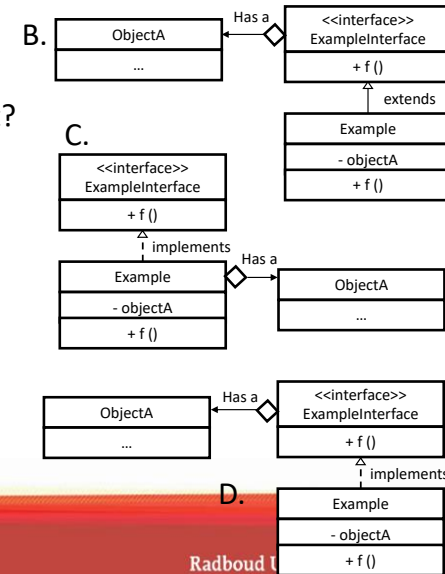 B.
ObjectA
...
Has a
<<interface>>
ExampleInterface
+ f ()
extends
Example
- objectA
+ f ()
?
C.
<<interface>>
ExampleInterface
+ f ()
implements
Example
- objectA
+ f ()
Has a
ObjectA
...
ObjectA
...
Has a
<<interface>>
ExampleInterface
+ f ()
implements
D.
Example
- objectA
+ f ()
Radboud